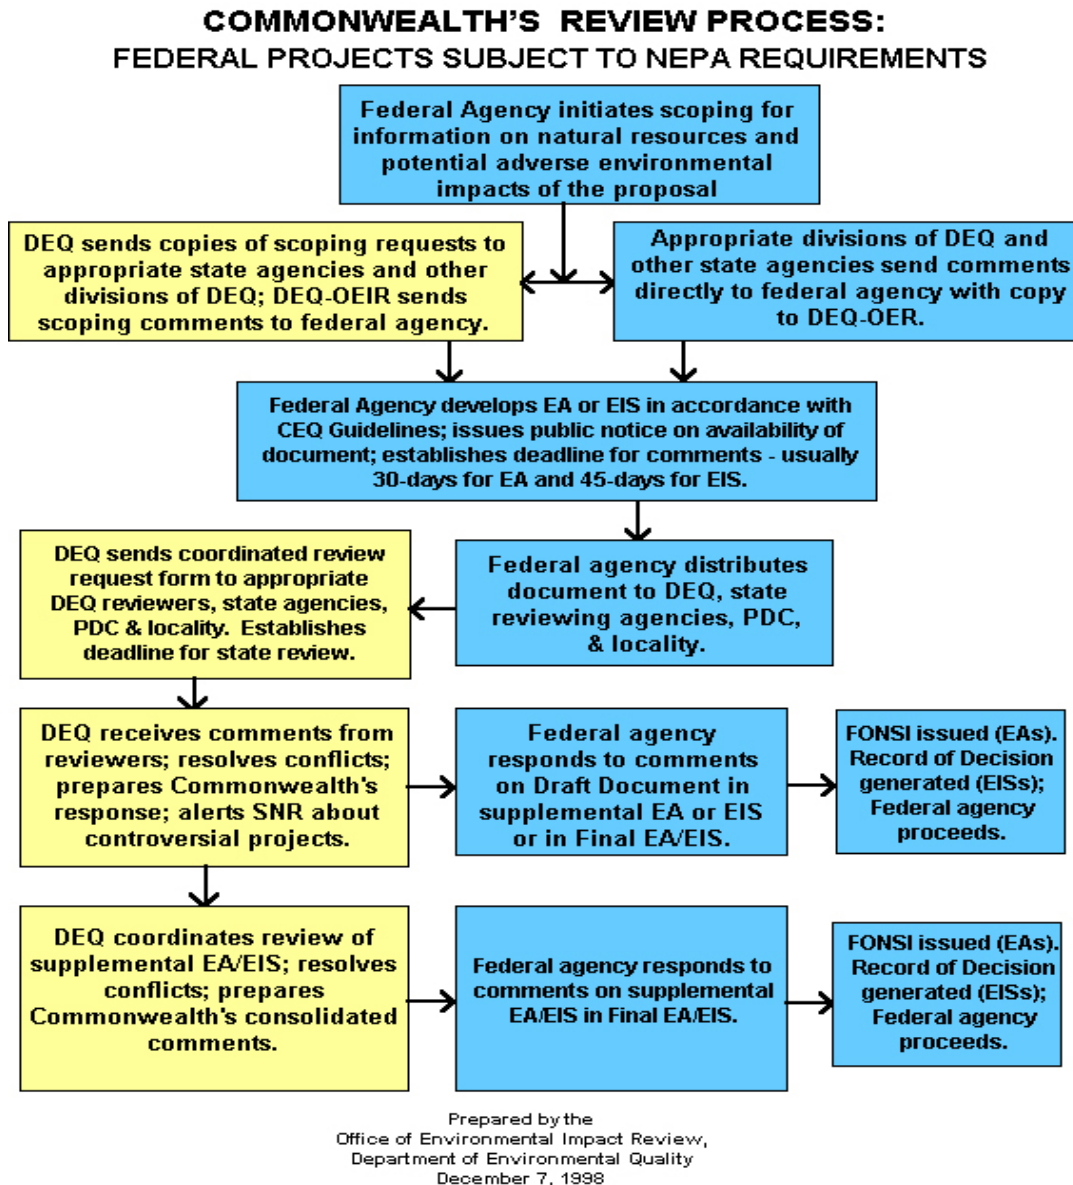 COMMONWEALTH'S REVIEW PROCESS:
FEDERAL PROJECTS SUBJECT TO NEPA REQUIREMENTS
Federal Agency initiates scoping for
information on natural resources and
potential adverse environmental
impacts of the proposal
DEQ sends copies of scoping requests to
appropriate state agencies and other
divisions of DEQ; DEQ-OEIR sends
scoping comments to federal agency.
Appropriate divisions of DEQ and
other state agencies send comments
directly to federal agency with copy
to DEQ-OER.
Federal Agency develops EA or EIS in accordance with
CEQ Guidelines; issues public notice on availability of
document; establishes deadline for comments - usually
30-days for EA and 45-days for EIS.
DEQ sends coordinated review
request form to appropriate
DEQ reviewers, state agencies,
PDC & locality. Establishes
deadline for state review.
Federal agency distributes
document to DEQ, state
reviewing agencies, PDC,
& locality.
DEQ receives comments from
reviewers; resolves conflicts;
prepares Commonwealth's
response; alerts SNR about
controversial projects.
Federal agency
responds to comments
on Draft Document in
supplemental EA or EIS
or in Final EA/EIS.
FONSI issued (EAs).
Record of Decision
generated (EISs);
Federal agency
proceeds.
DEQ coordinates review of
supplemental EA/EIS; resolves
conflicts; prepares
Commonwealth's consolidated
comments.
Federal agency responds to
comments on supplemental
EA/EIS in Final EA/EIS.
FONSI issued (EAs).
Record of Decision
generated (EISs);
Federal agency
proceeds.
Prepared by the
Office of Environmental Impact Review,
Department of Environmental Quality
December 7, 1998